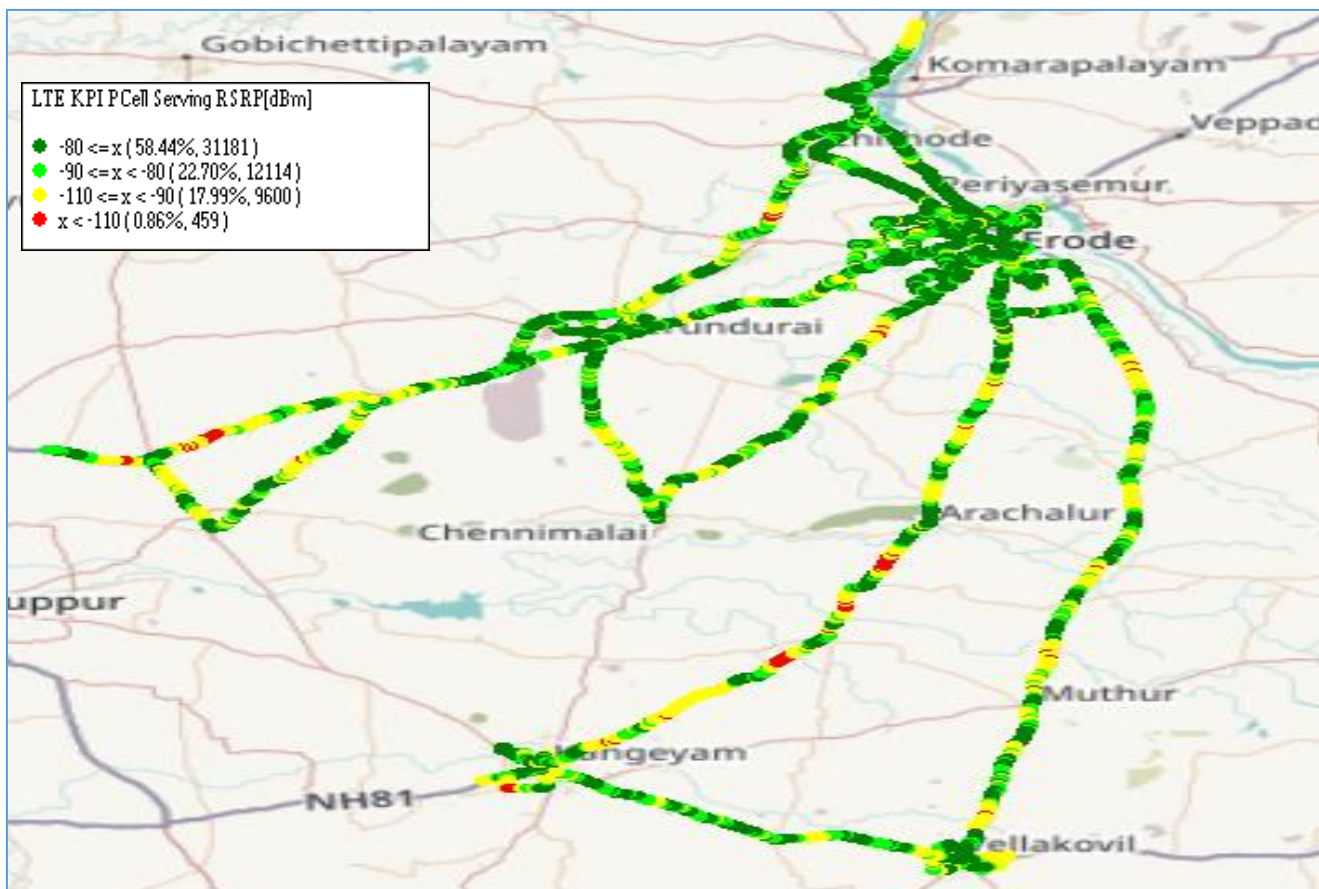 Gobichettipalayam
Komarapalayam
LTE KPI PCell Serving RSRP[dBm]
-80 <= x ( 58.44%, 31181 )
-90 <= x < -80 ( 22.70%, 12114 )
-110 <= x < -90 ( 17.99%, 9600 )
x < -110 ( 0.86%, 459 )
Veppad
Periyasemur
Erode
Arachalur
Chennimalai
uppur
Muthur
NH81